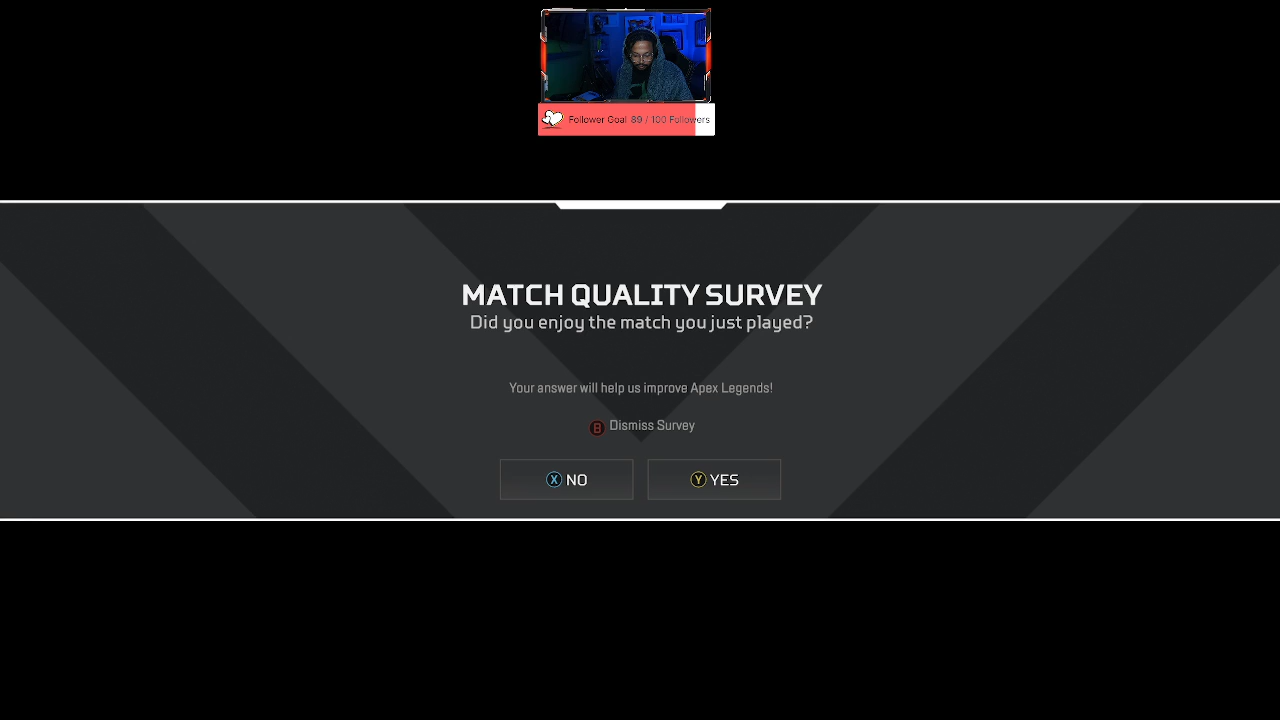 Follower Goal 89 / 100 Followers
MATCH QUALITY SURVEY
Did you enjoy the match you just played?
Your answer will help us improve Apex Legends!
B Dismiss Survey
X NO
Y YES